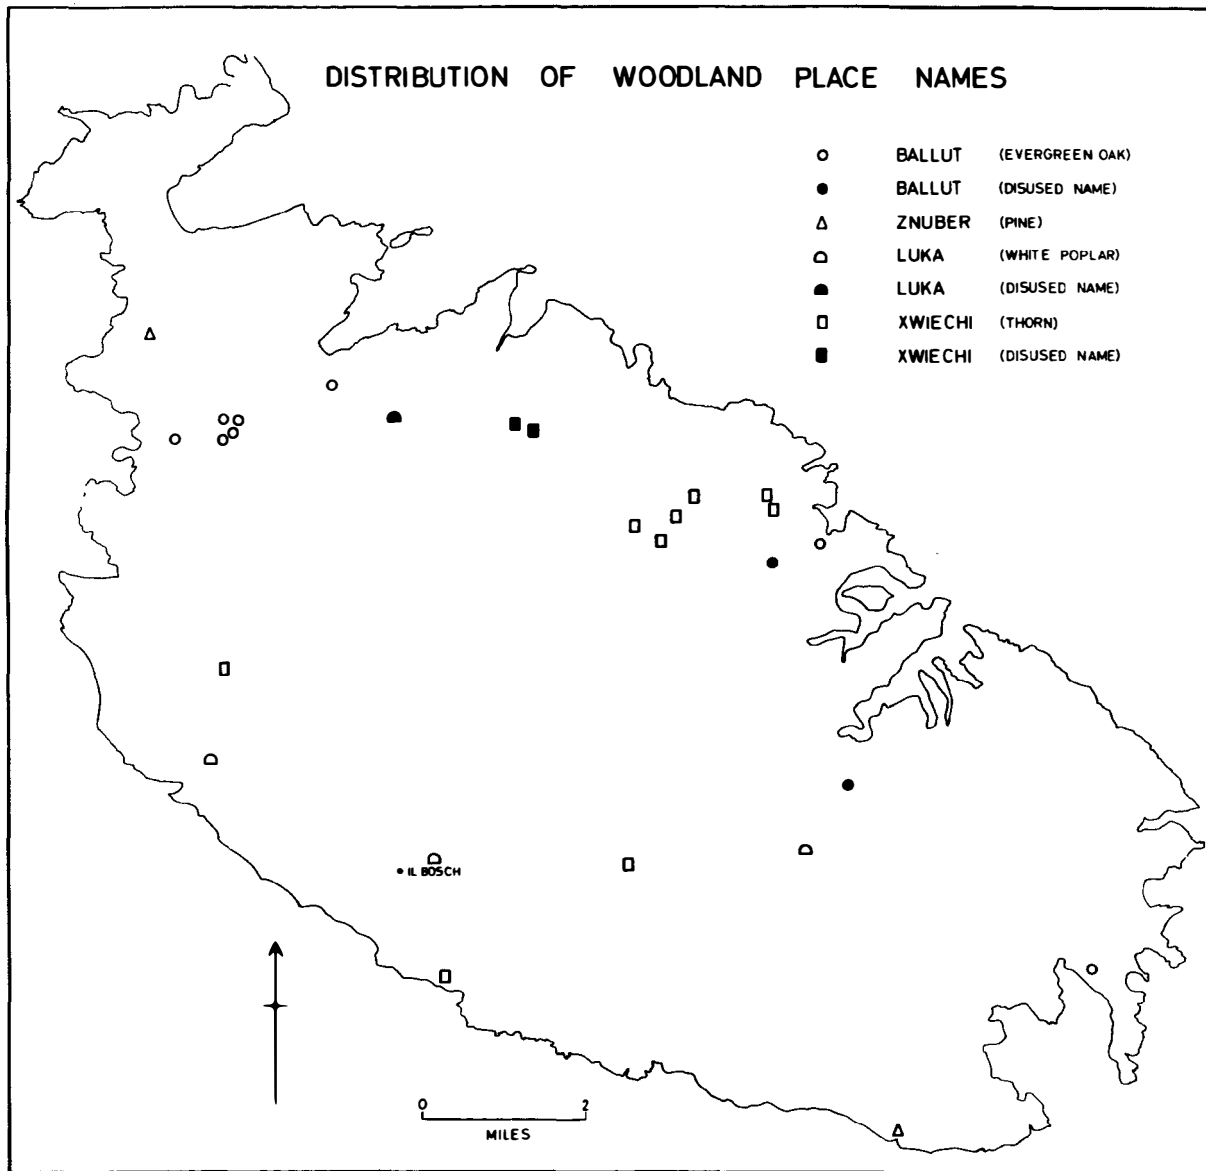 DISTRIBUTION OF WOODLAND PLACE NAMES
BALLUT (EVERGREEN OAK)
BALLUT (DISUSED NAME)
ZNUBER (PINE)
LUKA (WHITE POPLAR)
LUKA (DISUSED NAME)
XWIECHI (THORN)
XWIECHI (DISUSED NAME)
IL BOSCH
0 2
MILES